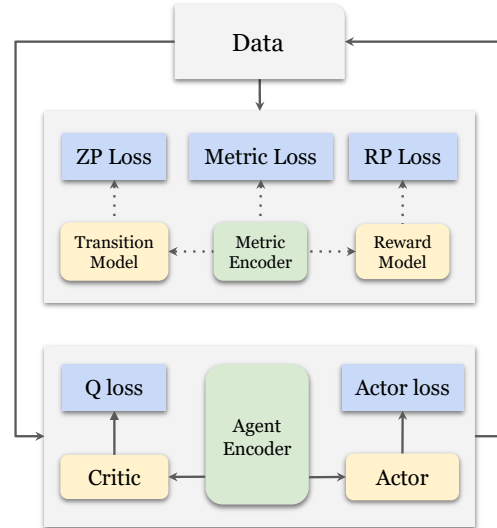 Data
ZP Loss
Metric Loss
RP Loss
Transition
Model
Metric
Encoder
Reward
Model
Q loss
Agent
Encoder
Actor loss
Critic
Actor